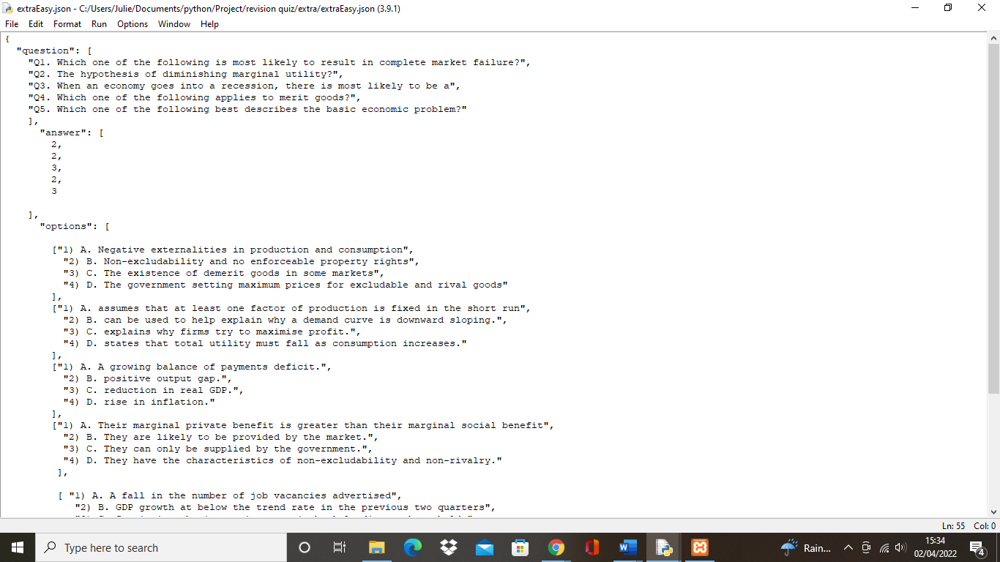 extraEasy.json - C:/Users/Julie/Documents/python/Project/revision quiz/extra/extraEasy.json (3.9.1)
File Edit Format Run Options Window Help
{
"question": [
"Q1. Which one of the following is most likely to result in complete market failure?",
"Q2. The hypothesis of diminishing marginal utility?",
"Q3. When an economy goes into a recession, there is most likely to be a",
"Q4. Which one of the following applies to merit goods?",
"Q5. Which one of the following best describes the basic economic problem?"
],
"answer": [
2,
2,
3,
2,
3
],
"options": [
["1) A. Negative externalities in production and consumption",
"2) B. Non-excludability and no enforceable property rights",
"3) C. The existence of demerit goods in some markets",
"4) D. The government setting maximum prices for excludable and rival goods"
],
["1) A. assumes that at least one factor of production is fixed in the short run",
"2) B. can be used to help explain why a demand curve is downward sloping.",
"3) C. explains why firms try to maximise profit.",
"4) D. states that total utility must fall as consumption increases."
],
["1) A. A growing balance of payments deficit.",
"2) B. positive output gap.",
"3) C. reduction in real GDP.",
"4) D. rise in inflation."
],
["1) A. Their marginal private benefit is greater than their marginal social benefit",
"2) B. They are likely to be provided by the market.",
"3) C. They can only be supplied by the government.",
"4) D. They have the characteristics of non-excludability and non-rivalry."
],
[ "1) A. A fall in the number of job vacancies advertised",
"2) B. GDP growth at below the trend rate in the previous two quarters",
Ln: 55 Col: 0
Type here to search
Rain...
15:34
02/04/2022
4